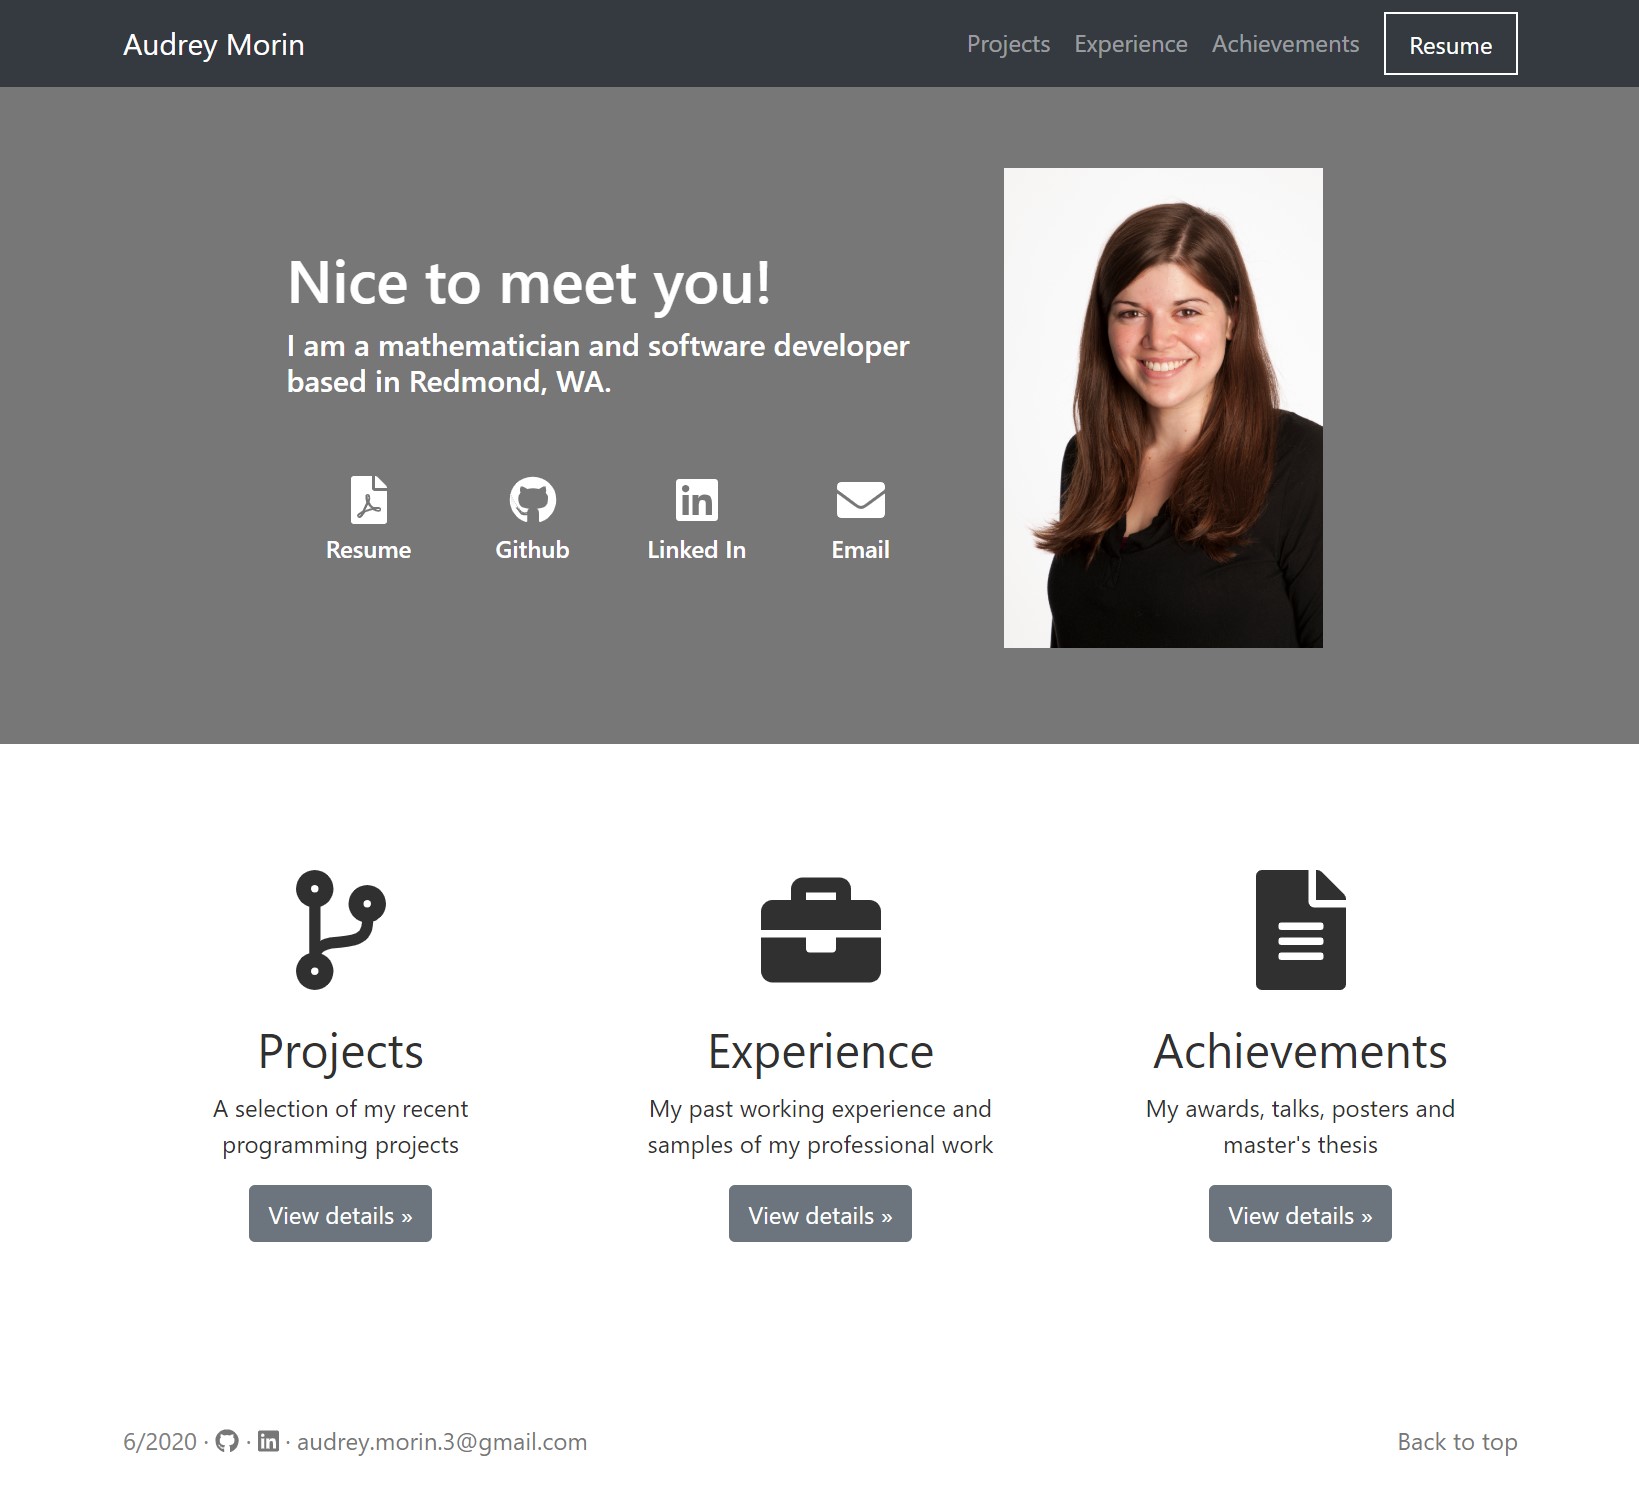 Audrey Morin
Projects Experience Achievements Resume
Nice to meet you!
I am a mathematician and software developer
based in Redmond, WA.
Resume Github Linked In Email
Projects
A selection of my recent
programming projects
View details »
Experience
My past working experience and
samples of my professional work
View details »
Achievements
My awards, talks, posters and
master's thesis
View details »
6/2020 · · in · audrey.morin.3@gmail.com
Back to top